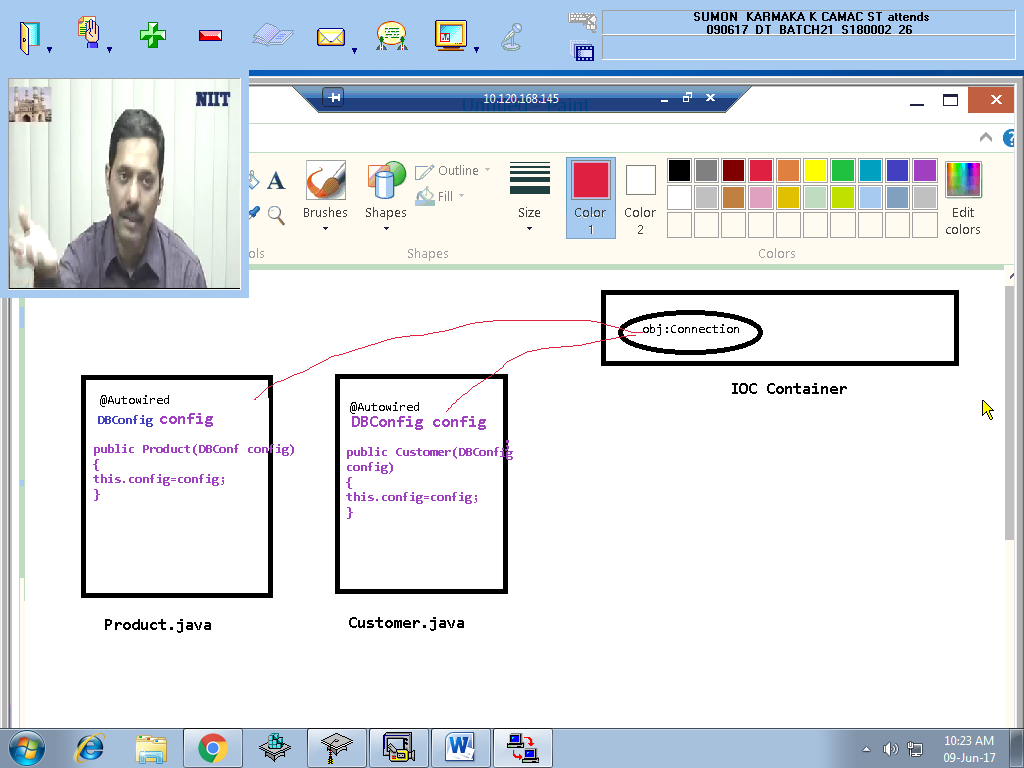 SUMON KARMAKA K CAMAC ST attends
090617 DT BATCH21 S180002 26
NIIT
10.120.168.145
A
Brushes
Shapes
Outline
Fill
Size
Color
1
Color
2
Edit
colors
ols
Shapes
Colors
obj:Connection
IOC Container
@Autowired
DBConfig config
public Product(DBConf config)
{
this.config=config;
}
Product.java
@Autowired
DBConfig config
;
public Customer(DBConfig
config)
{
this.config=config;
}
Customer.java
10:23 AM
09-Jun-17